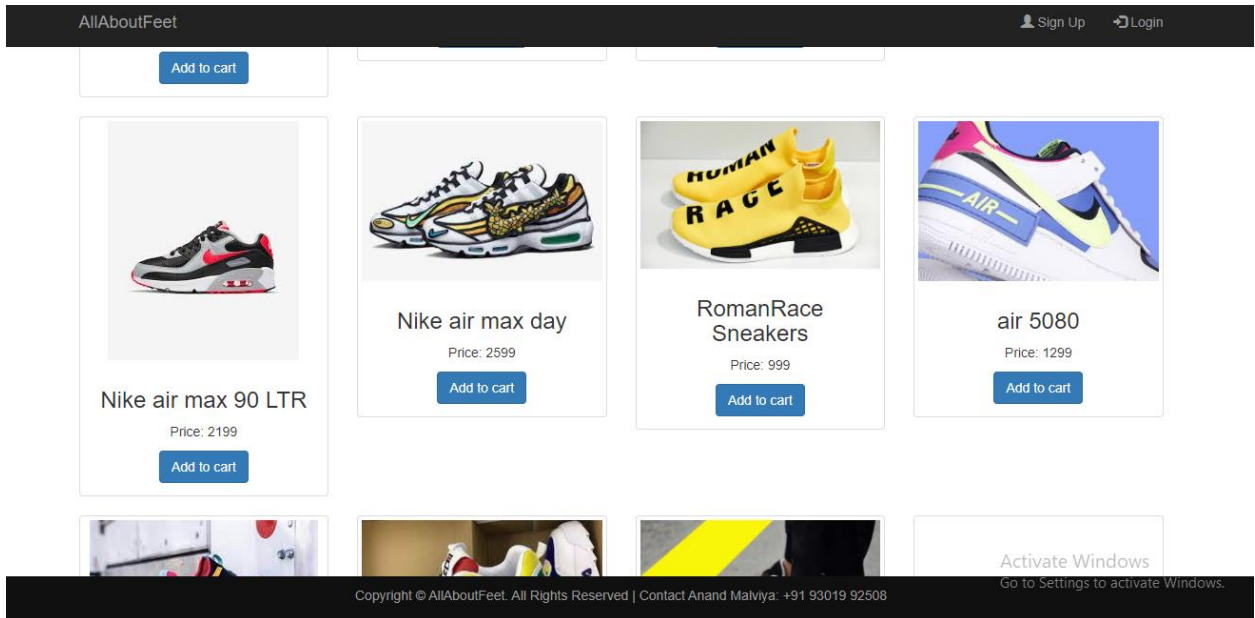 AllAboutFeet
Sign Up
Login
Add to cart
HUMAN
RACE
AIR
Nike air max 90 LTR
Price: 2199
Add to cart
Nike air max day
Price: 2599
Add to cart
RomanRace
Sneakers
Price: 999
Add to cart
air 5080
Price: 1299
Add to cart
Activate Windows
Go to Settings to activate Windows.
Copyright © AllAboutFeet. All Rights Reserved | Contact Anand Malviya: +91 93019 92508